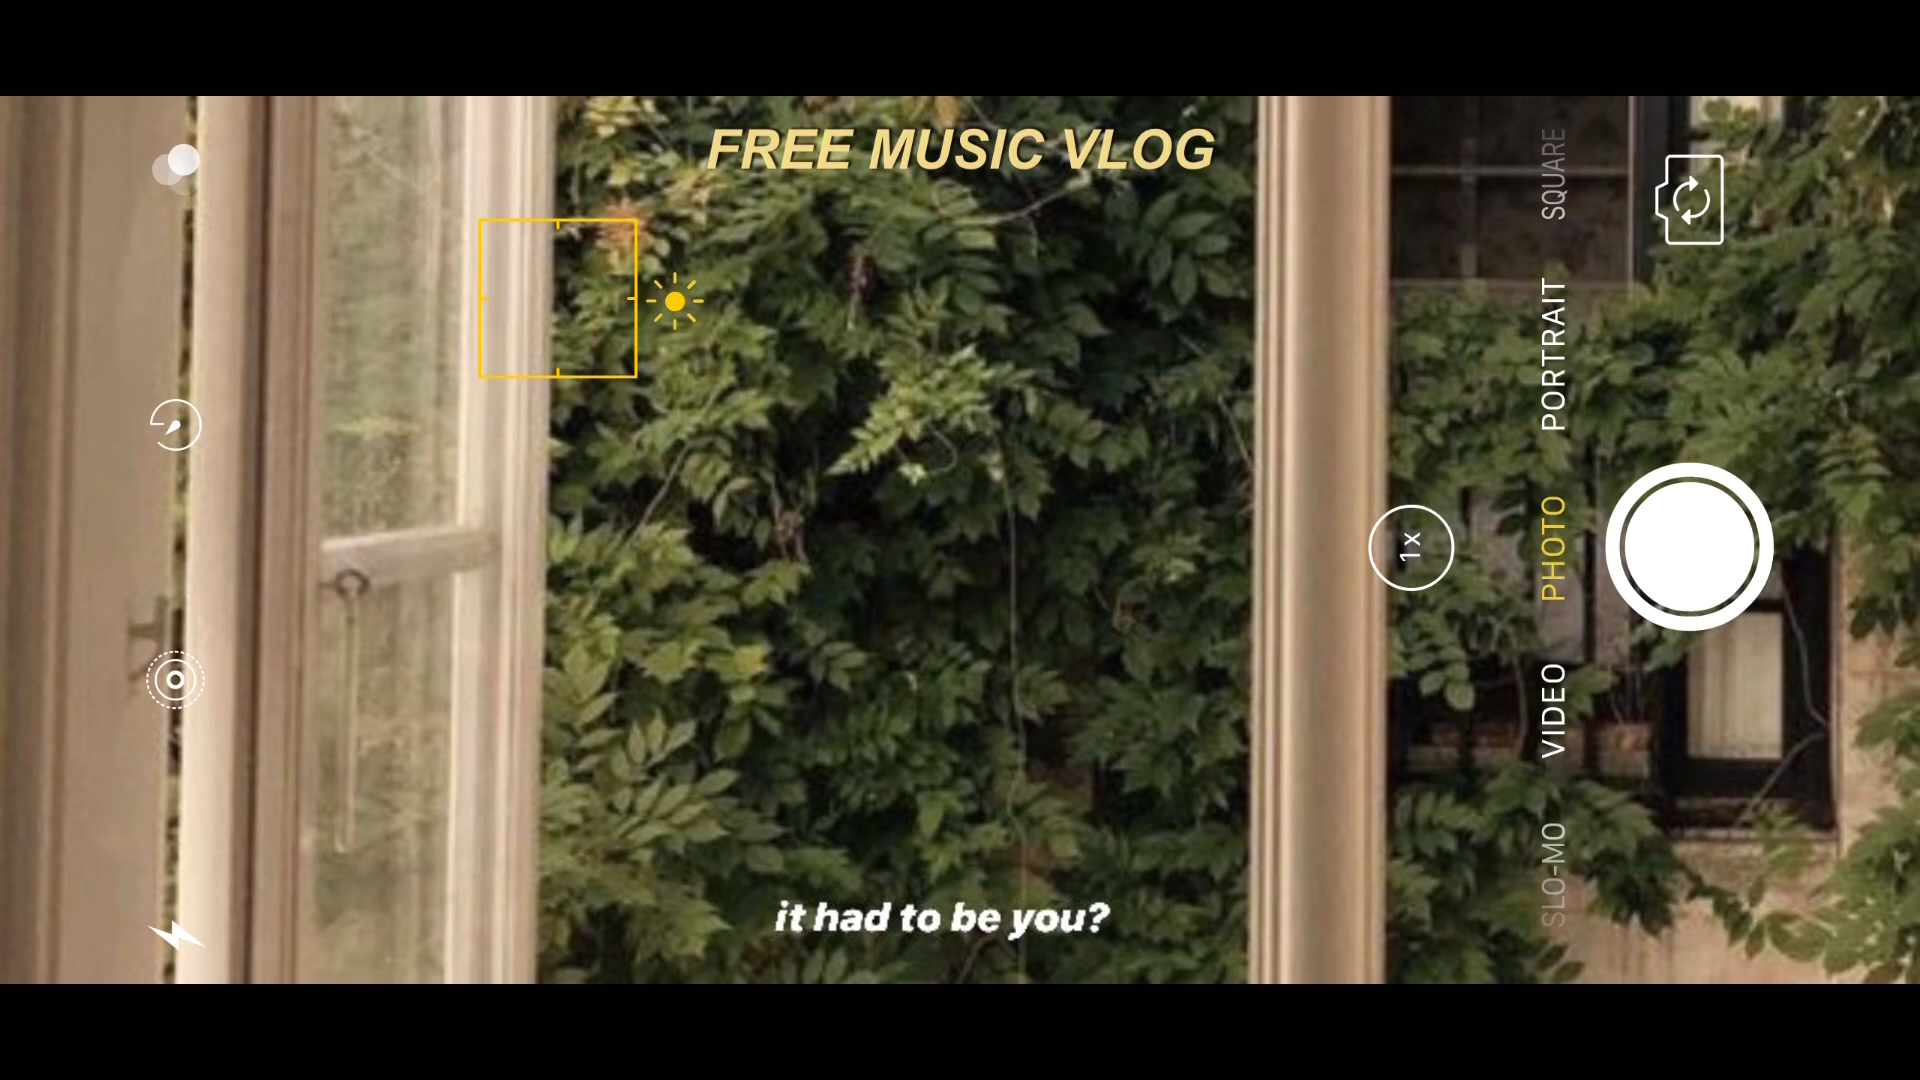 FREE MUSIC VLOG
SQUARE
PORTRAIT
1x
PHOTO
VIDEO
SLO-MO
it had to be you?